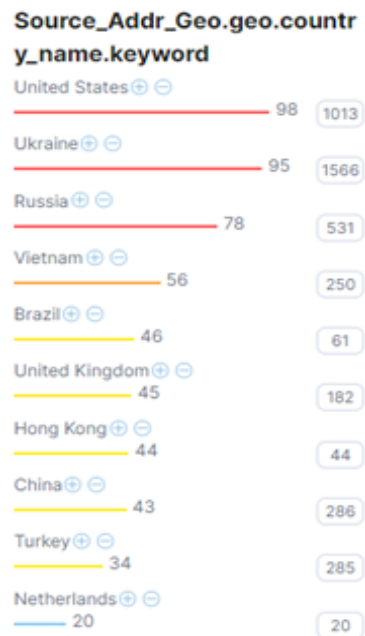 Source_Addr_Geo.geo.countr
y_name.keyword
United States
98 1013
Ukraine
95 1566
Russia
78 531
Vietnam
56 250
Brazil
46 61
United Kingdom
45 182
Hong Kong
44 44
China
43 286
Turkey
34 285
Netherlands
20 20